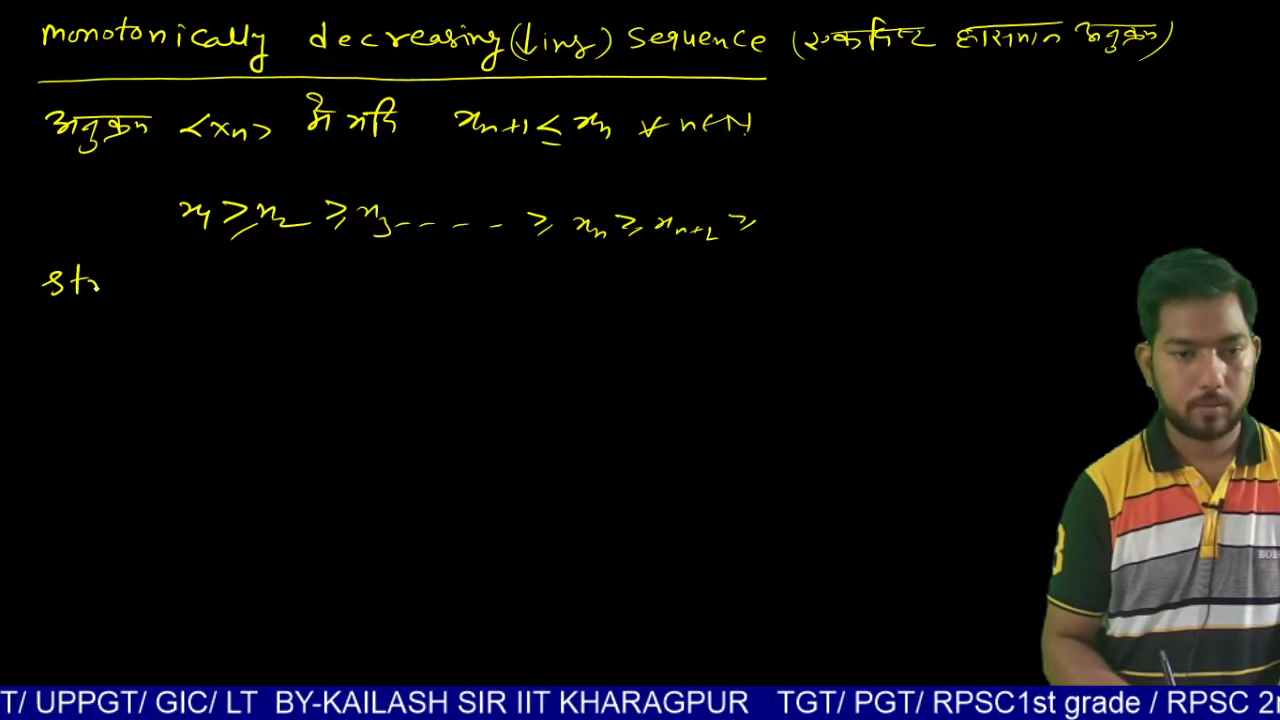 monotonically decreasing (↓ing) sequence (एकदिष्ट ह्रासमान अनुक्रम)
अनुक्रम <xn> में यदि xn+1 ≤ xn ∀ n∈N
x1 ≥ x2 ≥ x3 ----- ≥ xn ≥ xn+2 ≥
st
T/ UPPGT/ GIC/ LT BY-KAILASH SIR IIT KHARAGPUR TGT/ PGT/ RPSC1st grade / RPSC 2